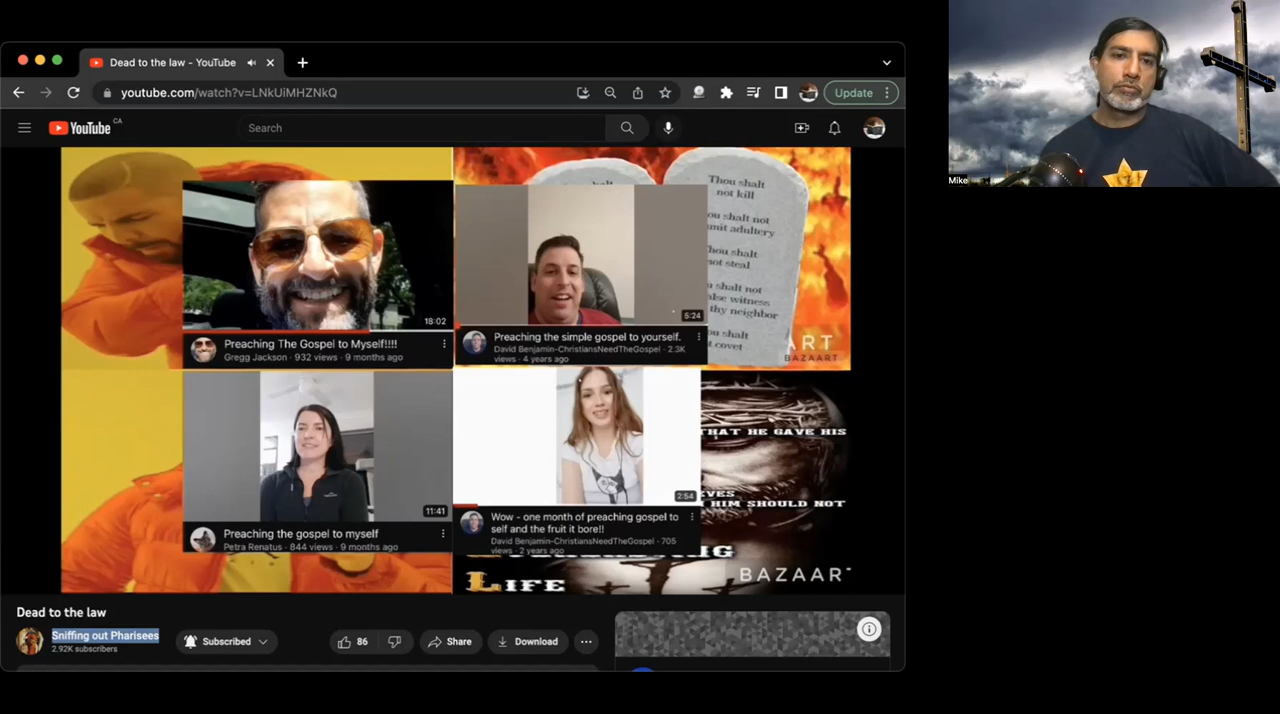 Dead to the law - YouTube
youtube.com/watch?v=LNkUiMHZNkQ
Update
YouTube CA
Search
Mike
Thou shalt
not kill
ou shalt not
mit adultery
hou shalt
not steal
u shalt not
lse witness
thy neighbor
ou shalt
t covet
ART
BAZAART
18:02
Preaching The Gospel to Myself!!!!
Gregg Jackson · 932 views · 9 months ago
5:24
Preaching the simple gospel to yourself.
David Benjamin-ChristiansNeedTheGospel · 2.3K
views · 4 years ago
11:41
Preaching the gospel to myself
Petra Renatus · 844 views · 9 months ago
2:54
Wow - one month of preaching gospel to
self and the fruit it bore!!
David Benjamin-ChristiansNeedTheGospel · 705
views · 2 years ago
THAT HE GAVE HIS
EVES
HIM SHOULD NOT
LIFE
BAZAART
Dead to the law
Sniffing out Pharisees
2.92K subscribers
Subscribed
86
Share
Download